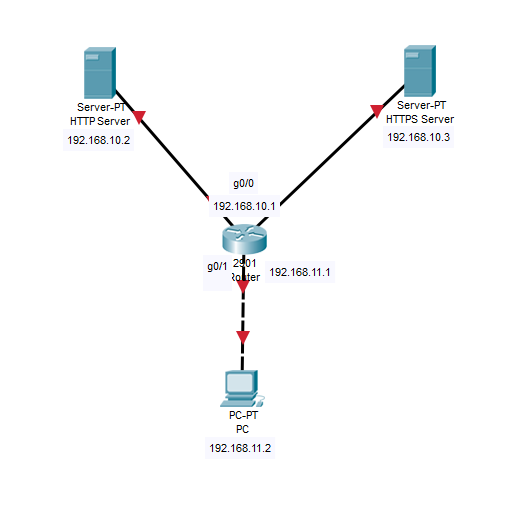 Server-PT
HTTP Server
192.168.10.2
Server-PT
HTTPS Server
192.168.10.3
g0/0
192.168.10.1
g0/1
2901
Router
192.168.11.1
PC-PT
PC
192.168.11.2